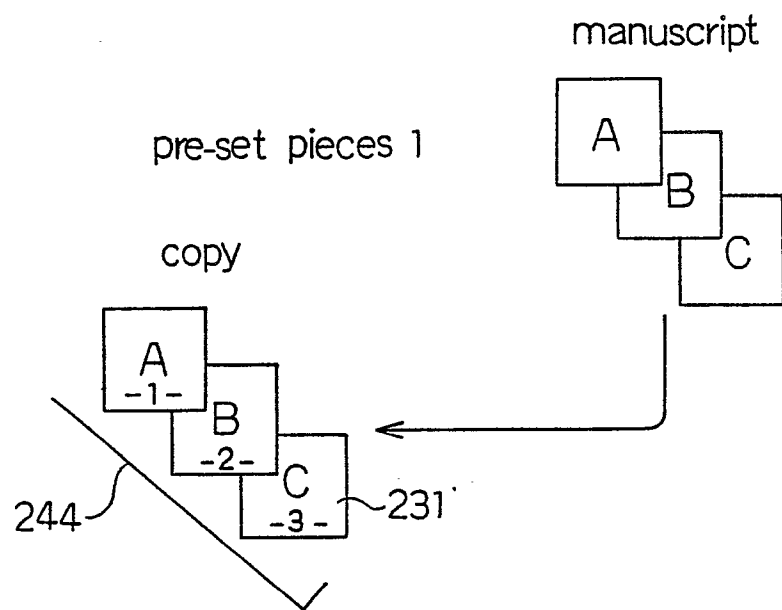 manuscript
A
B
C
pre-set pieces 1
copy
A
-1-
B
-2-
C
-3-
231
244